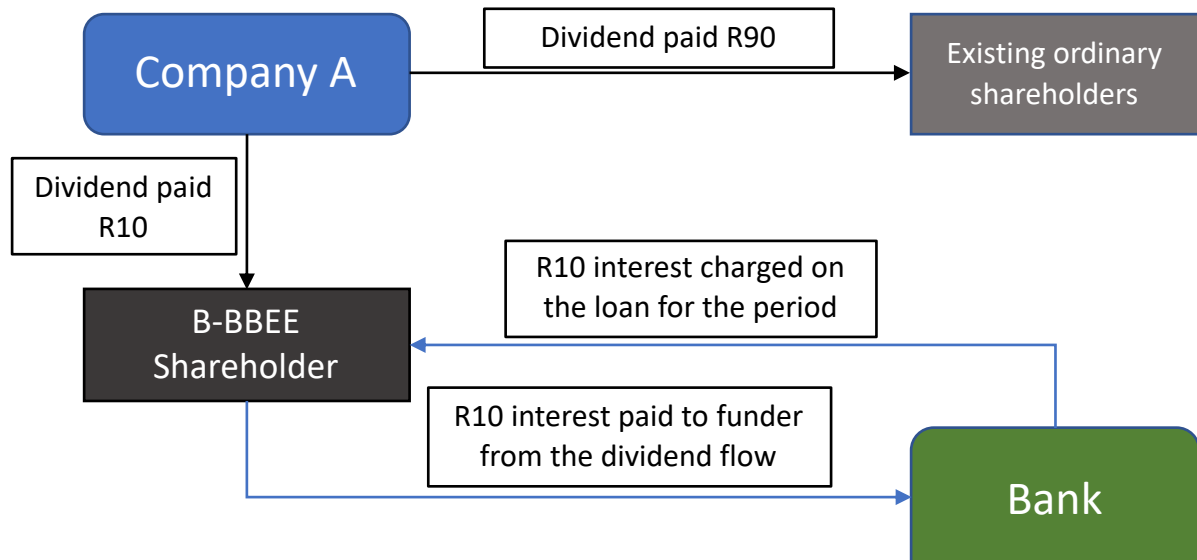 Company A
Dividend paid R90
Existing ordinary
shareholders
Dividend paid
R10
R10 interest charged on
the loan for the period
B-BBEE
Shareholder
R10 interest paid to funder
from the dividend flow
Bank